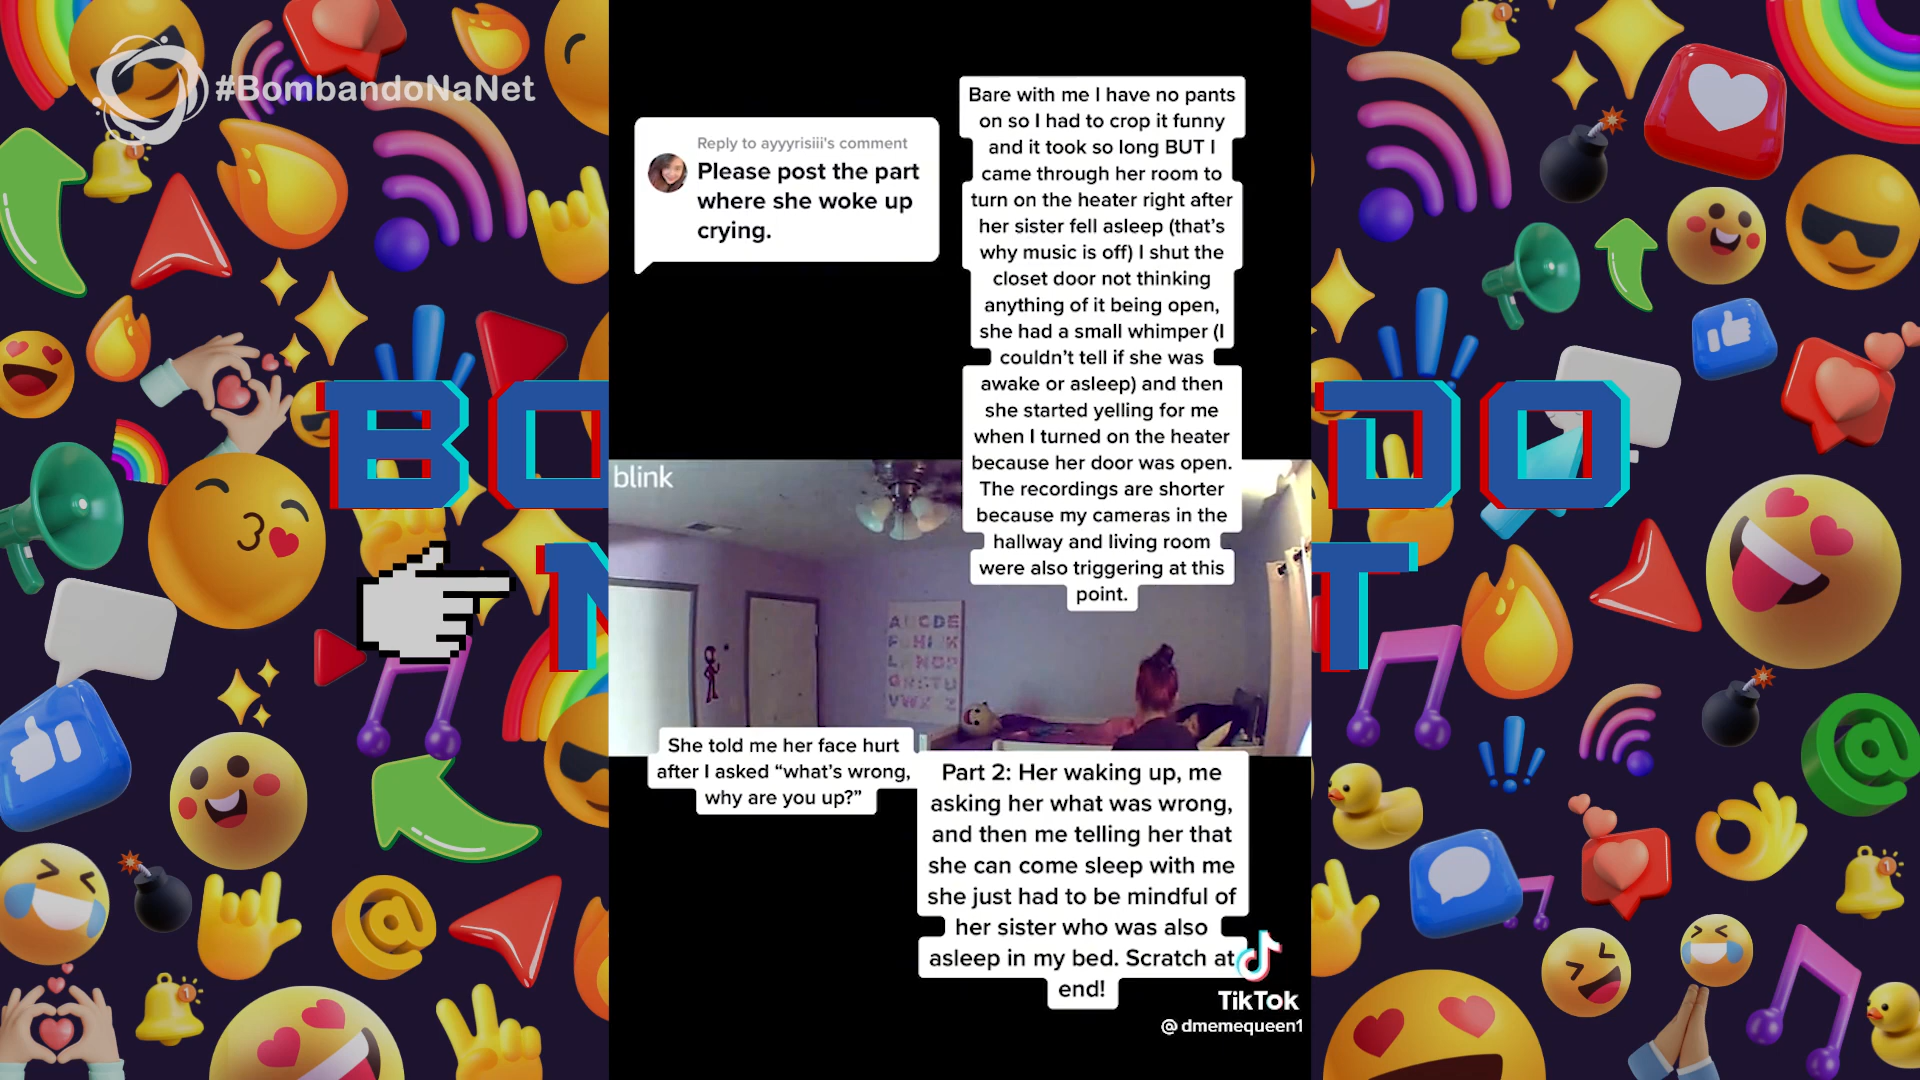 #BombandoNaNet
Reply to ayyyrisiii's comment
Please post the part
where she woke up
crying.
Bare with me I have no pants
on so I had to crop it funny
and it took so long BUT I
came through her room to
turn on the heater right after
her sister fell asleep (that's
why music is off) I shut the
closet door not thinking
anything of it being open,
she had a small whimper (I
couldn't tell if she was
awake or asleep) and then
she started yelling for me
when I turned on the heater
because her door was open.
The recordings are shorter
because my cameras in the
hallway and living room
were also triggering at this
point.
blink
She told me her face hurt
after I asked “what's wrong,
why are you up?”
Part 2: Her waking up, me
asking her what was wrong,
and then me telling her that
she can come sleep with me
she just had to be mindful of
her sister who was also
asleep in my bed. Scratch at
end!
TikTok
@dmemequeen1